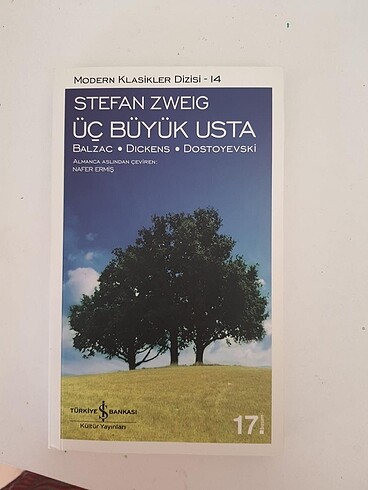 MODERN KLASİKLER DİZİSİ - 14
STEFAN ZWEIG
ÜÇ BÜYÜK USTA
BALZAC • DICKENS • DOSTOYEVSKİ
ALMANCA ASLINDAN ÇEVİREN:
NAFER ERMİŞ
TÜRKİYE İŞ BANKASI
Kültür Yayınları
17